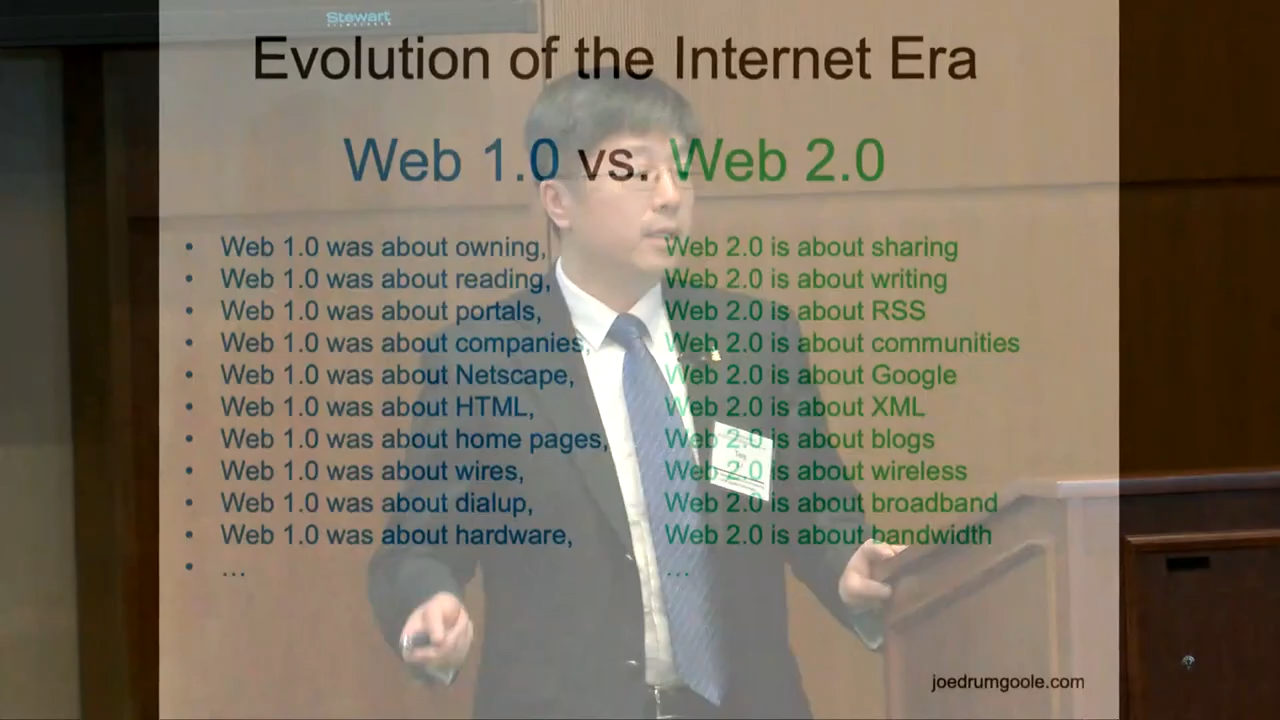 Stewart
Evolution of the Internet Era
Web 1.0 vs. Web 2.0
• Web 1.0 was about owning, Web 2.0 is about sharing
• Web 1.0 was about reading, Web 2.0 is about writing
• Web 1.0 was about portals, Web 2.0 is about RSS
• Web 1.0 was about companies, Web 2.0 is about communities
• Web 1.0 was about Netscape, Web 2.0 is about Google
• Web 1.0 was about HTML, Web 2.0 is about XML
• Web 1.0 was about home pages, Web 2.0 is about blogs
• Web 1.0 was about wires, Web 2.0 is about wireless
• Web 1.0 was about dialup, Web 2.0 is about broadband
• Web 1.0 was about hardware, Web 2.0 is about bandwidth
• … …
joedrumgoole.com